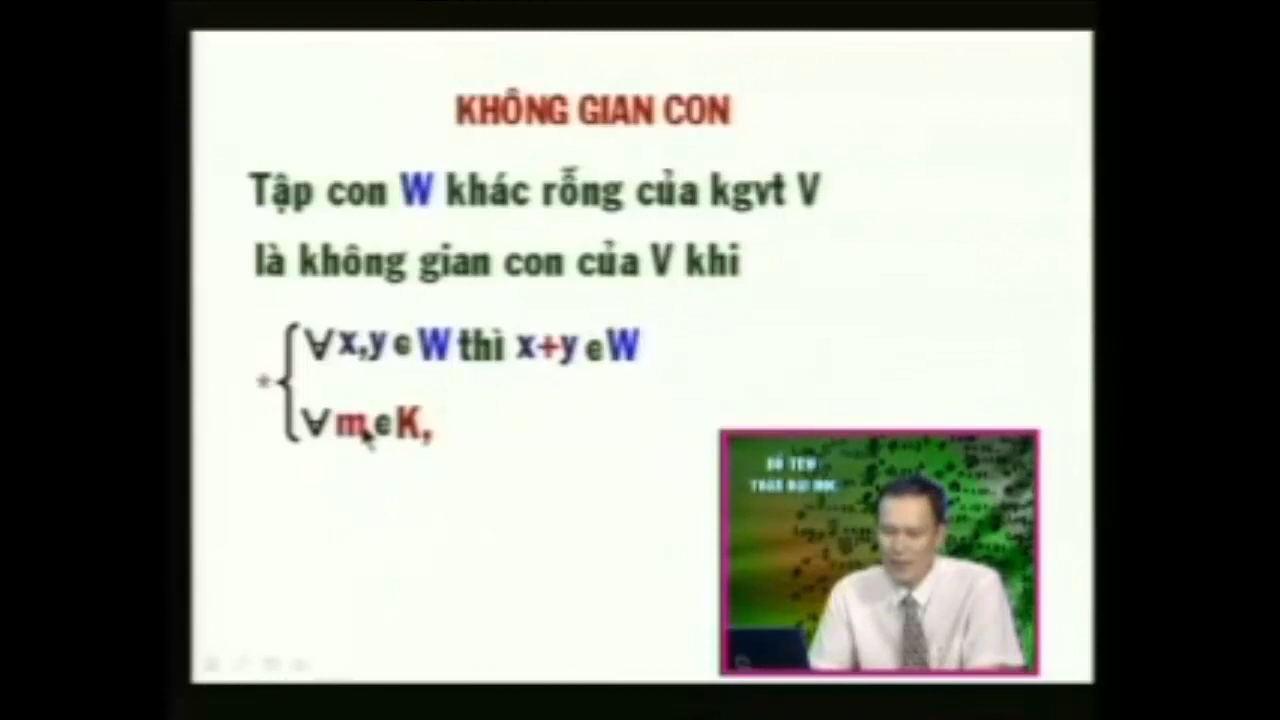 KHÔNG GIAN CON
Tập con W khác rỗng của kgvt V
là không gian con của V khi
* ∀x,y∈W thì x+y∈W
∀m∈K,